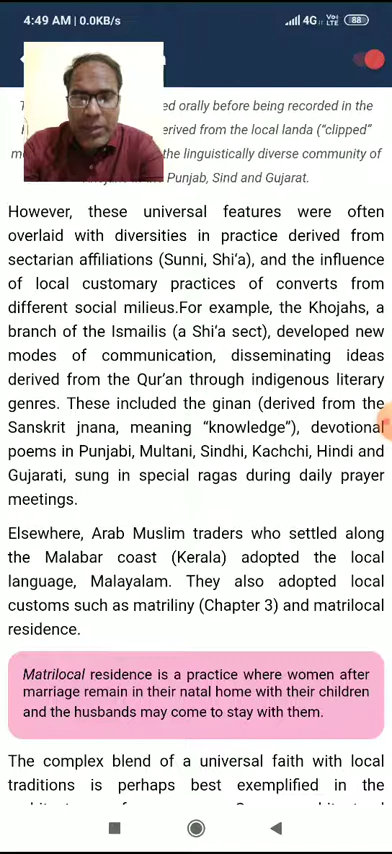 4:49 AM | 0.0KB/s
4G Vo LTE 88
ed orally before being recorded in the
erived from the local landa (“clipped”
the linguistically diverse community of
Punjab, Sind and Gujarat.
However, these universal features were often
overlaid with diversities in practice derived from
sectarian affiliations (Sunni, Shi‘a), and the influence
of local customary practices of converts from
different social milieus.For example, the Khojahs, a
branch of the Ismailis (a Shi‘a sect), developed new
modes of communication, disseminating ideas
derived from the Qur’an through indigenous literary
genres. These included the ginan (derived from the
Sanskrit jnana, meaning “knowledge”), devotional
poems in Punjabi, Multani, Sindhi, Kachchi, Hindi and
Gujarati, sung in special ragas during daily prayer
meetings.
Elsewhere, Arab Muslim traders who settled along
the Malabar coast (Kerala) adopted the local
language, Malayalam. They also adopted local
customs such as matriliny (Chapter 3) and matrilocal
residence.
Matrilocal residence is a practice where women after
marriage remain in their natal home with their children
and the husbands may come to stay with them.
The complex blend of a universal faith with local
traditions is perhaps best exemplified in the